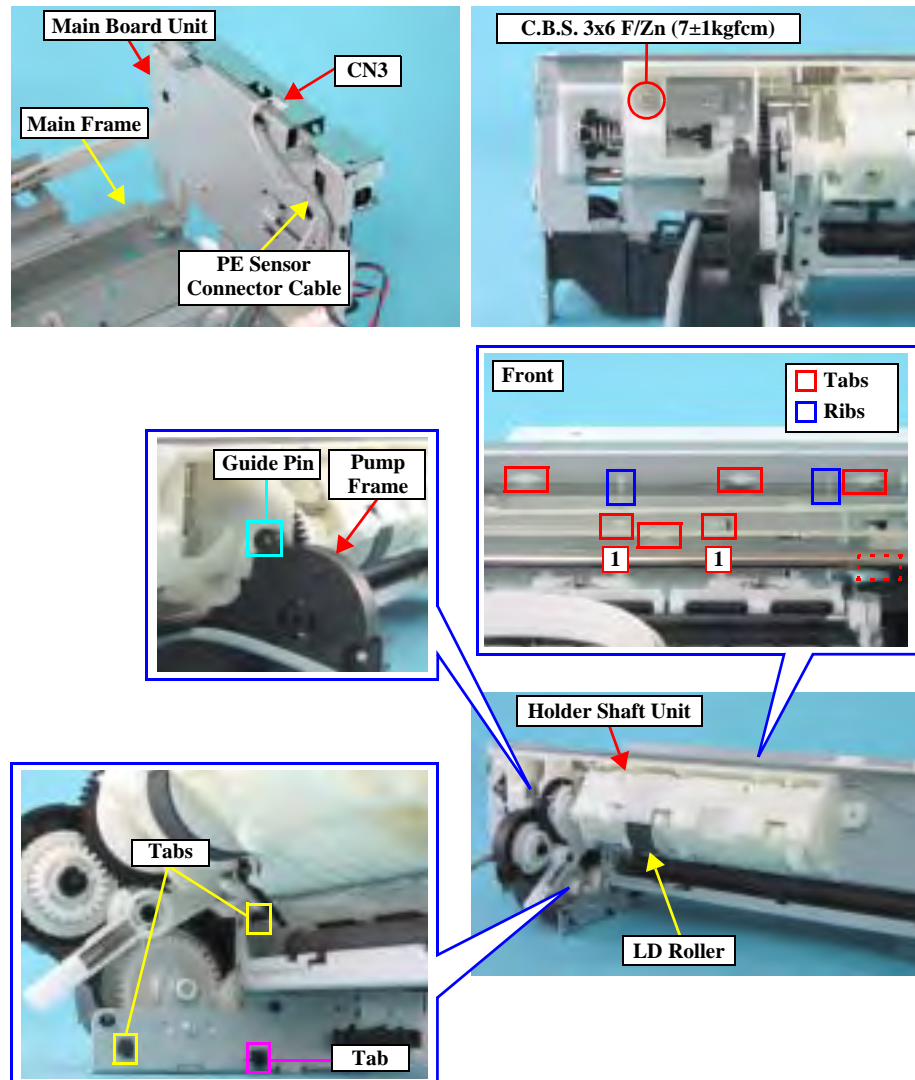 Main Board Unit
CN3
Main Frame
PE Sensor
Connector Cable
C.B.S. 3x6 F/Zn (7±1kgfcm)
Front
Tabs
Ribs
1
1
Guide Pin
Pump
Frame
Holder Shaft Unit
LD Roller
Tabs
Tab